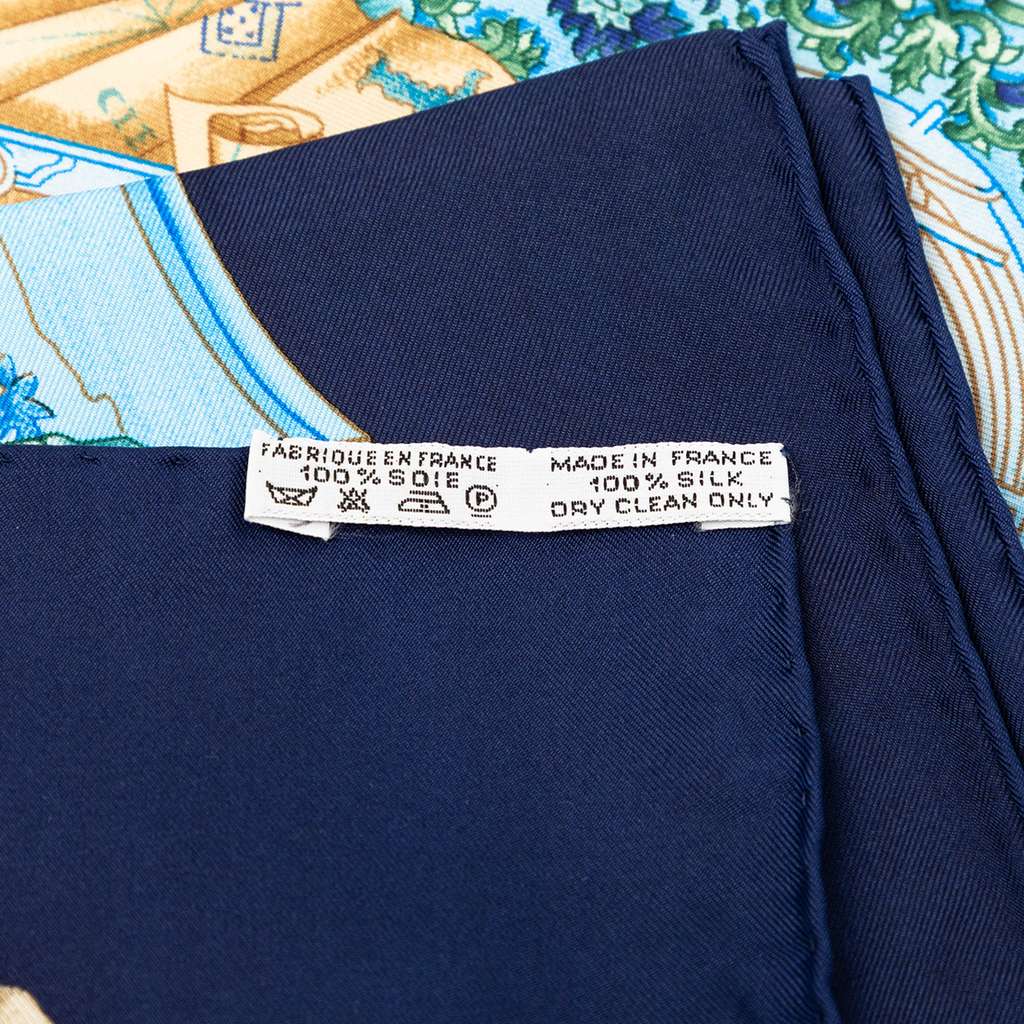 FABRIQUE EN FRANCE
100% SOIE
P
MADE IN FRANCE
100% SILK
DRY CLEAN ONLY